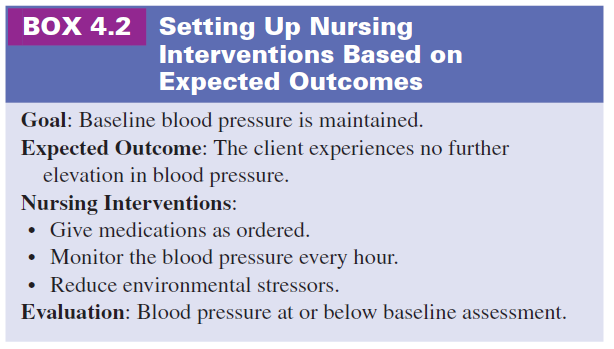 BOX 4.2 Setting Up Nursing
Interventions Based on
Expected Outcomes
Goal: Baseline blood pressure is maintained.
Expected Outcome: The client experiences no further
elevation in blood pressure.
Nursing Interventions:
• Give medications as ordered.
• Monitor the blood pressure every hour.
• Reduce environmental stressors.
Evaluation: Blood pressure at or below baseline assessment.